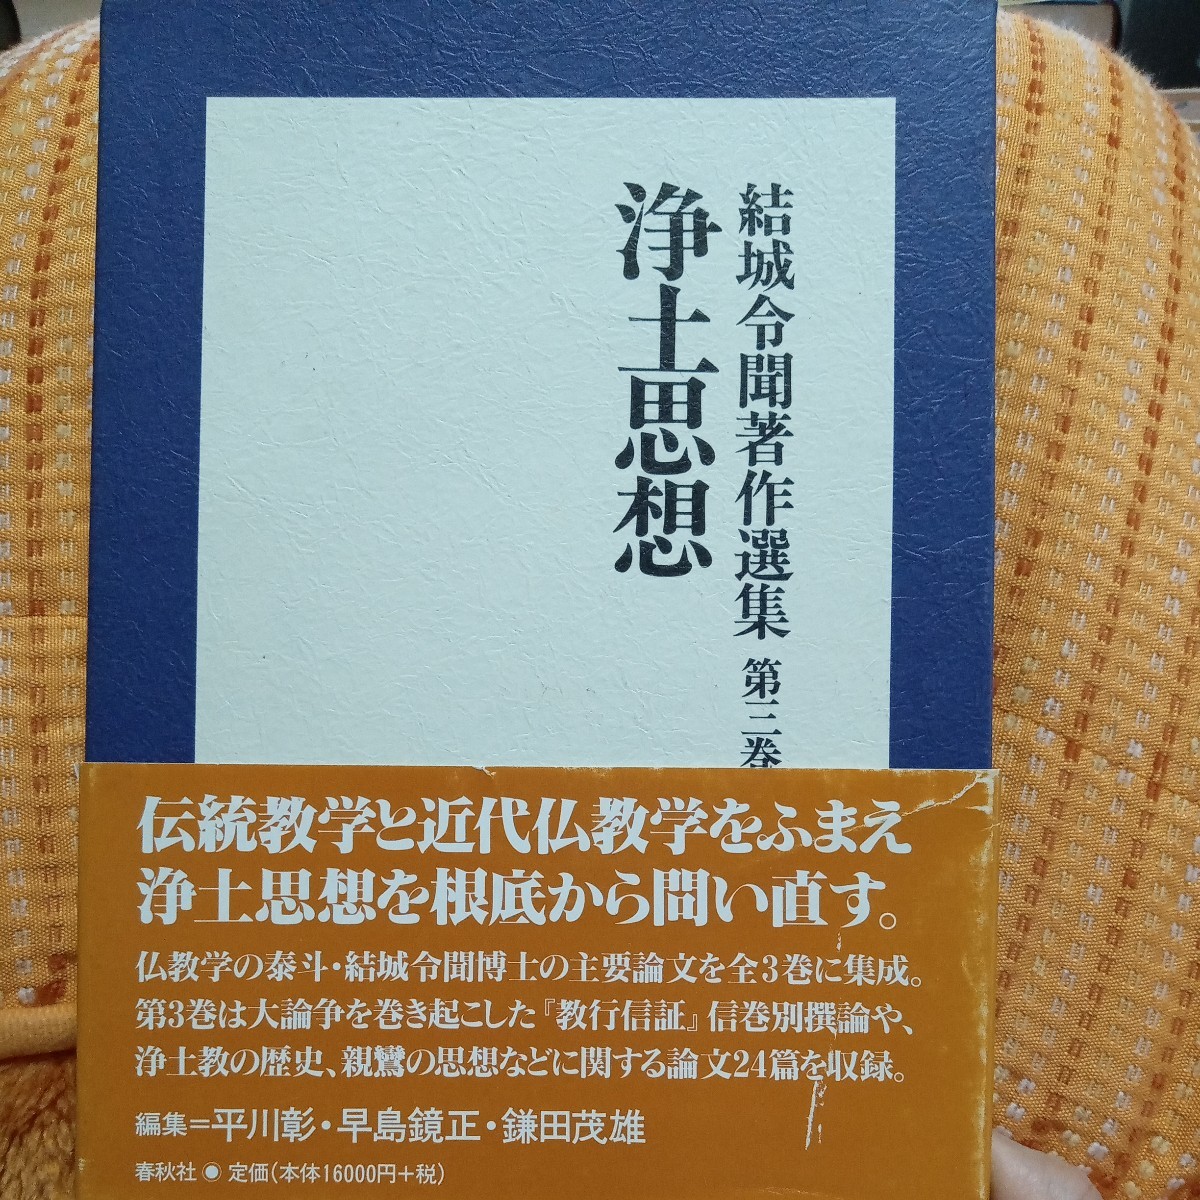 結城令聞著作選集 第三巻
浄土思想
伝統教学と近代仏教学をふまえ
浄土思想を根底から問い直す。
仏教学の泰斗・結城令聞博士の主要論文を全3巻に集成。
第3巻は大論争を巻き起こした『教行信証』信巻別撰論や、
浄土教の歴史、親鸞の思想などに関する論文24篇を収録。
編集=平川彰・早島鏡正・鎌田茂雄
春秋社 ◉ 定価(本体16000円+税)